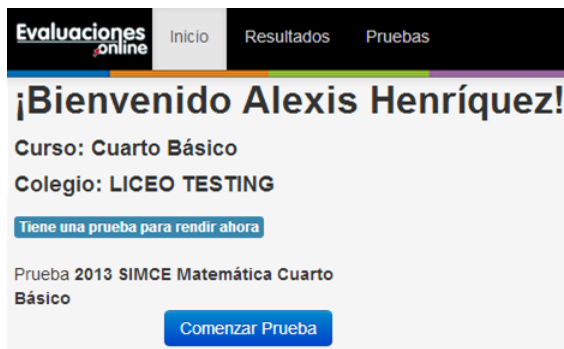 Evaluaciones
online
Inicio Resultados Pruebas
¡Bienvenido Alexis Henríquez!
Curso: Cuarto Básico
Colegio: LICEO TESTING
Tiene una prueba para rendir ahora
Prueba 2013 SIMCE Matemática Cuarto
Básico
Comenzar Prueba